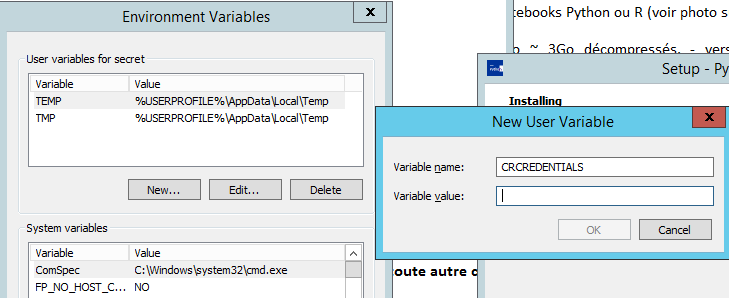 Environment Variables
x
User variables for secret
Variable Value
TEMP %USERPROFILE%\AppData\Local\Temp
TMP %USERPROFILE%\AppData\Local\Temp
New... Edit... Delete
System variables
Variable Value
ComSpec C:\Windows\system32\cmd.exe
FP_NO_HOST_C... NO
tebooks Python ou R (voir photo s
~ 3Go décompressés. - vers
Setup - Py
Installing
New User Variable
x
Variable name: CRCREDENTIALS
Variable value:
OK Cancel
toute autre